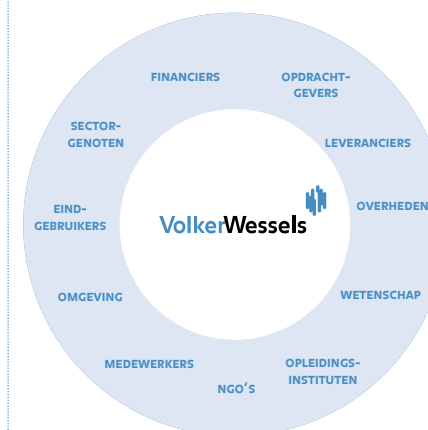 FINANCIERS
OPDRACHT-
GEVERS
LEVERANCIERS
OVERHEDEN
WETENSCHAP
OPLEIDINGS-
INSTITUTEN
NGO'S
MEDEWERKERS
OMGEVING
EIND-
GEBRUIKERS
SECTOR-
GENOTEN
VolkerWessels